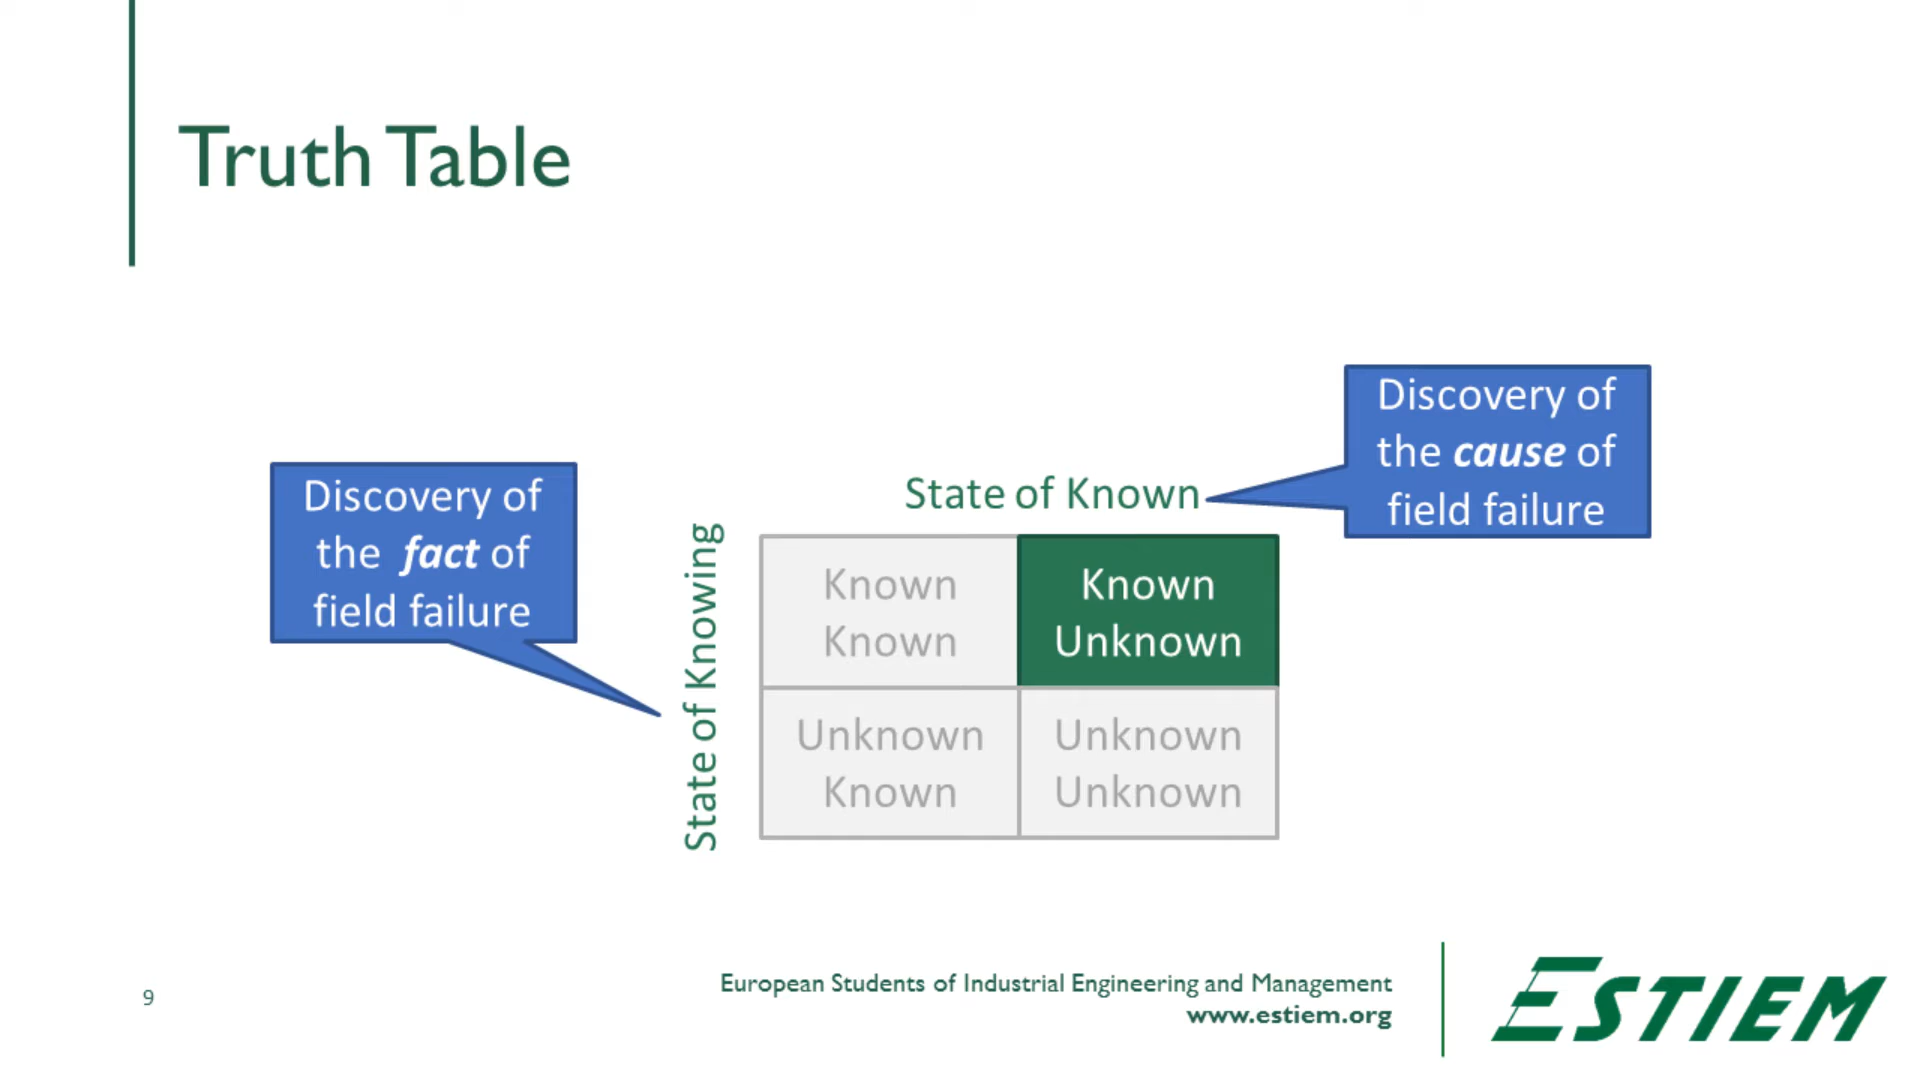 Truth Table
Discovery of
the cause of
field failure
Discovery of
the fact of
field failure
State of Known
State of Knowing
Known
Known
Known
Unknown
Unknown
Known
Unknown
Unknown
9
European Students of Industrial Engineering and Management
www.estiem.org
ESTIEM